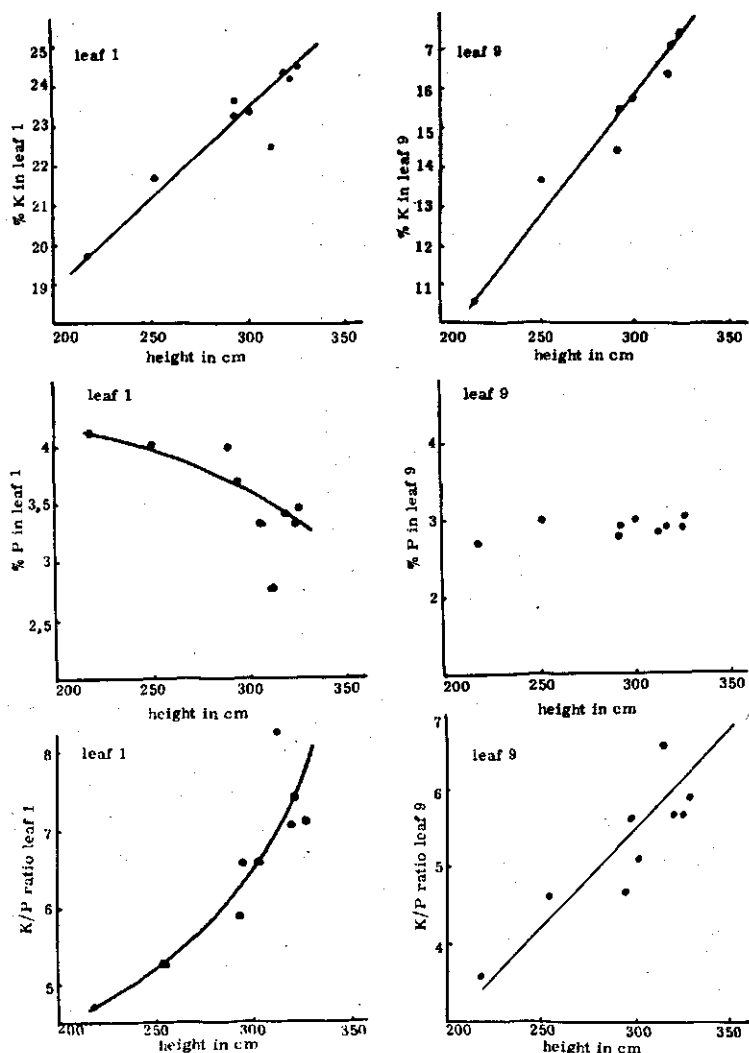 leaf 1
25
24
23
22
21
20
19
% K in leaf 1
200 250 300 350
height in cm
leaf 9
7
16
15
14
13
12
11
% K in leaf 9
200 250 300 350
height in cm
leaf 1
4
3,5
3
2,5
% P in leaf 1
200 250 300 350
height in cm
leaf 9
4
3
2
% P in leaf 9
200 250 300 350
height in cm
leaf 1
8
7
6
5
K/P ratio leaf 1
200 250 300 350
height in cm
leaf 9
7
6
5
4
K/P ratio leaf 9
200 250 300 350
height in cm